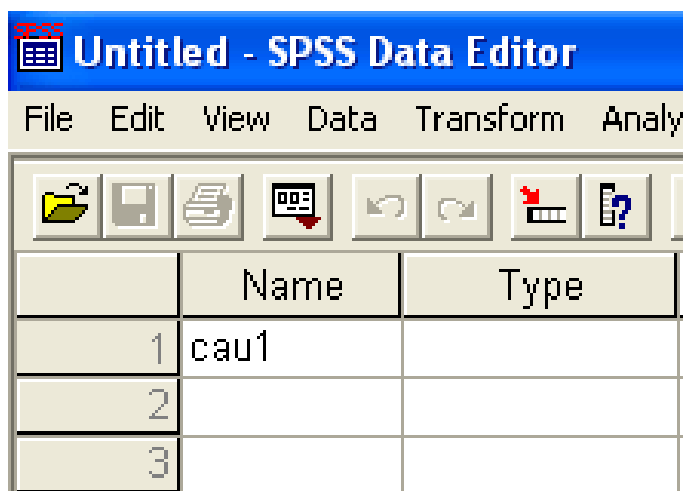 SPSS
Untitled - SPSS Data Editor
File Edit View Data Transform Analy
Name Type
1 cau1
2
3